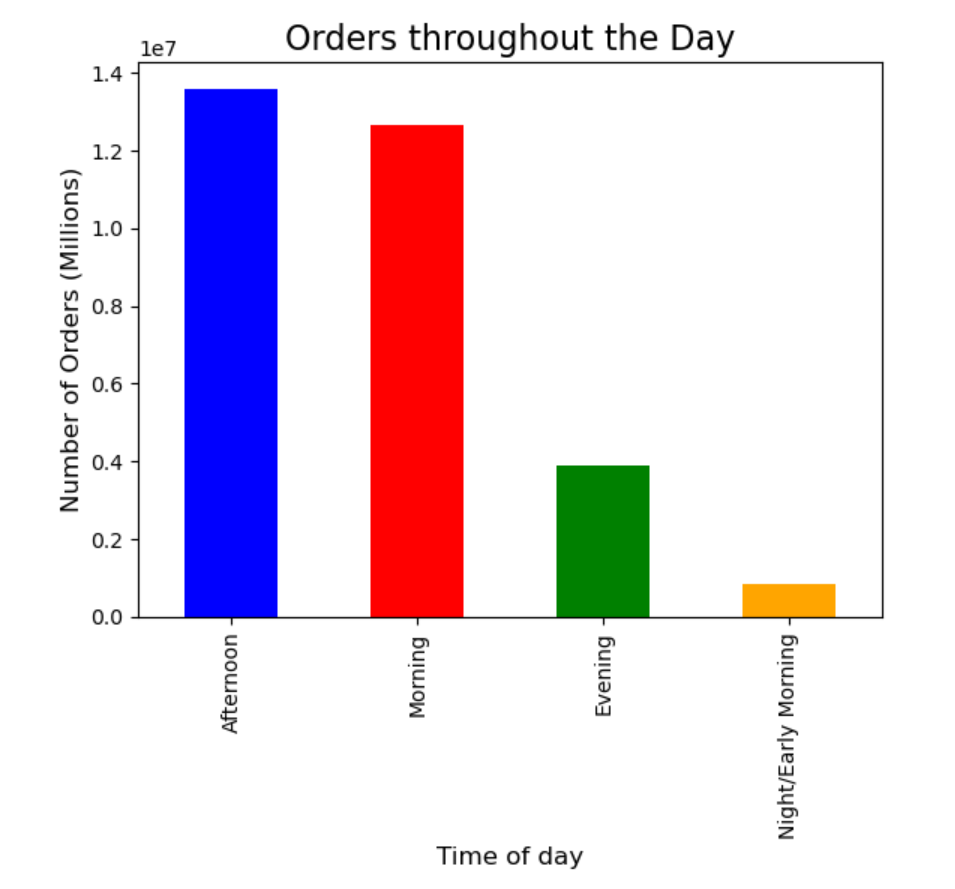 Orders throughout the Day
1e7
1.4
1.2
1.0
0.8
0.6
0.4
0.2
0.0
Number of Orders (Millions)
Afternoon
Morning
Evening
Night/Early Morning
Time of day